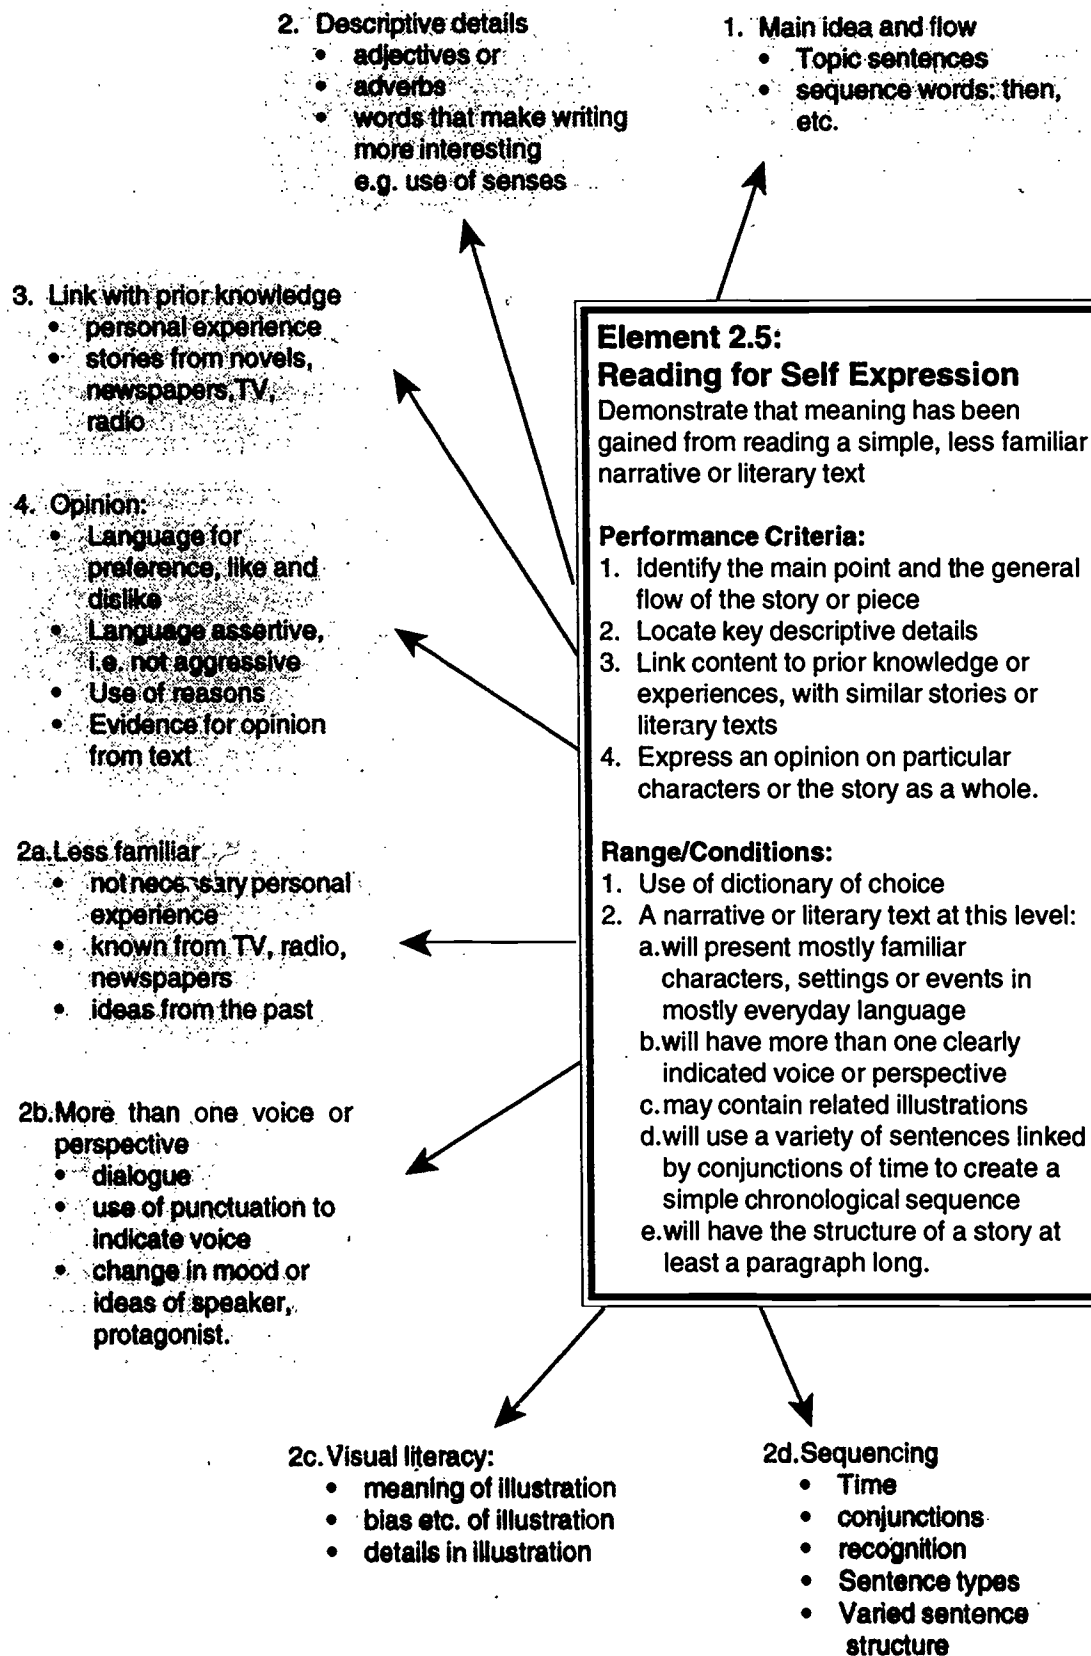 2. Descriptive details
• adjectives or
• adverbs
• words that make writing
more interesting
e.g. use of senses
1. Main idea and flow
• Topic sentences
• sequence words: then,
etc.
3. Link with prior knowledge
• personal experience
• stories from novels,
newspapers, TV,
radio
4. Opinion:
• Language for
preference, like and
dislike
• Language assertive,
i.e. not aggressive
• Use of reasons
• Evidence for opinion
from text
2a. Less familiar
• not necessary personal
experience
• known from TV, radio,
newspapers
• ideas from the past
2b. More than one voice or
perspective
• dialogue
• use of punctuation to
indicate voice
• change in mood or
ideas of speaker,
protagonist.
Element 2.5:
Reading for Self Expression
Demonstrate that meaning has been
gained from reading a simple, less familiar
narrative or literary text
Performance Criteria:
1. Identify the main point and the general
flow of the story or piece
2. Locate key descriptive details
3. Link content to prior knowledge or
experiences, with similar stories or
literary texts
4. Express an opinion on particular
characters or the story as a whole.
Range/Conditions:
1. Use of dictionary of choice
2. A narrative or literary text at this level:
a. will present mostly familiar
characters, settings or events in
mostly everyday language
b. will have more than one clearly
indicated voice or perspective
c. may contain related illustrations
d. will use a variety of sentences linked
by conjunctions of time to create a
simple chronological sequence
e. will have the structure of a story at
least a paragraph long.
2c. Visual literacy:
• meaning of illustration
• bias etc. of illustration
• details in illustration
2d. Sequencing
• Time
• conjunctions
• recognition
• Sentence types
• Varied sentence
structure